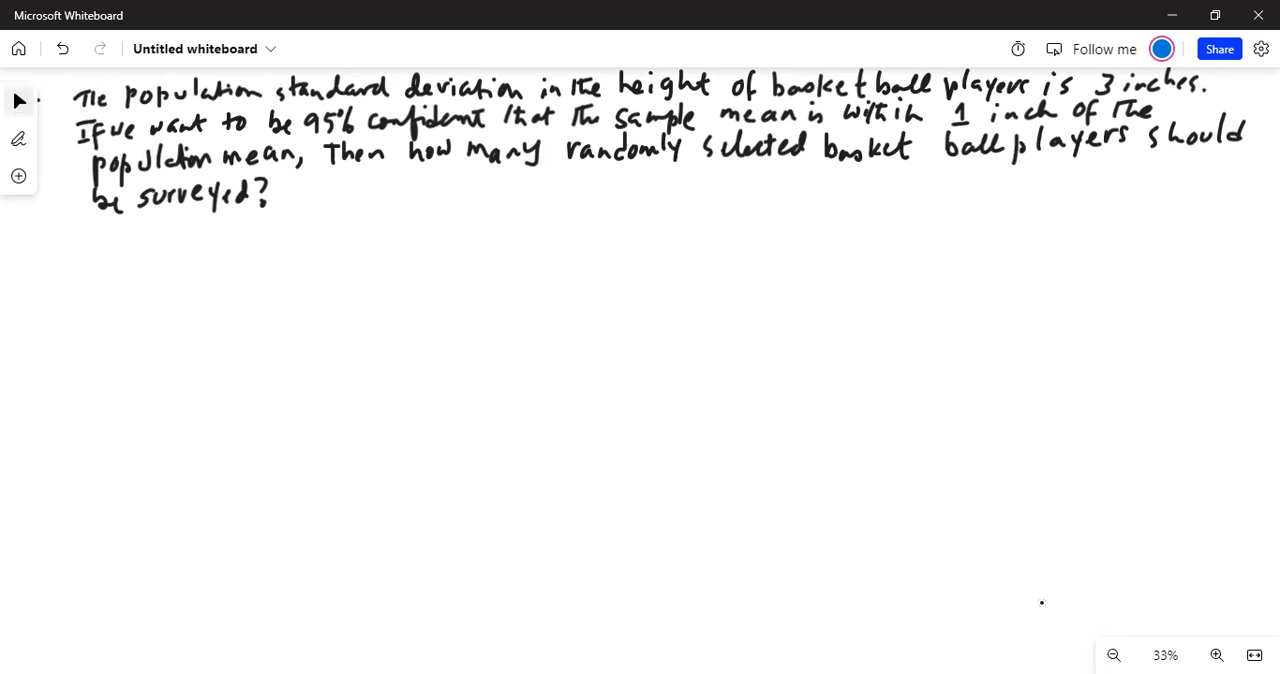 Microsoft Whiteboard
Untitled whiteboard
Follow me
Share
The population standard deviation in the height of basketball players is 3 inches.
If we want to be 95% confident that the sample mean is within 1 inch of the
population mean, Then how many randomly selected basket ball players should
be surveyed?
33%